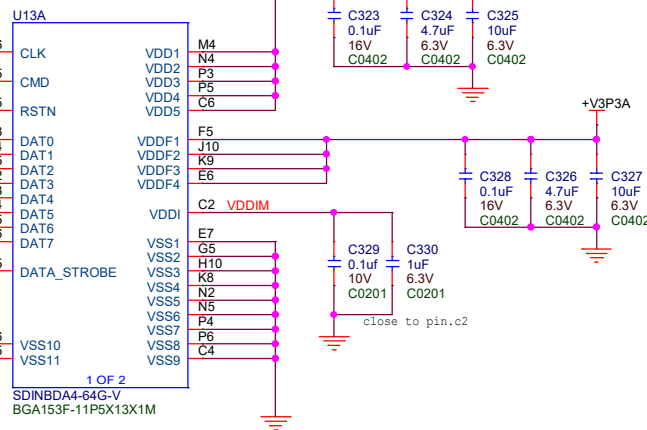 U13A
CLK
CMD
RSTN
DAT0
DAT1
DAT2
DAT3
DAT4
DAT5
DAT6
DAT7
DATA_STROBE
VSS10
VSS11
VDD1 M4
VDD2 N4
VDD3 P3
VDD4 P5
VDD5 C6
VDDF1 F5
VDDF2 J10
VDDF3 K9
VDDF4 E6
VDDI C2 VDDIM
VSS1 E7
VSS2 G5
VSS3 H10
VSS4 K8
VSS5 N2
VSS6 N5
VSS7 P4
VSS8 P6
VSS9 C4
1 OF 2
SDINBDA4-64G-V
BGA153F-11P5X13X1M
C323
0.1uF
16V
C0402
C324
4.7uF
6.3V
C0402
C325
10uF
6.3V
C0402
+V3P3A
C328
0.1uF
16V
C0402
C326
4.7uF
6.3V
C0402
C327
10uF
6.3V
C0402
C329
0.1uf
10V
C0201
C330
1uF
6.3V
C0201
close to pin.c2